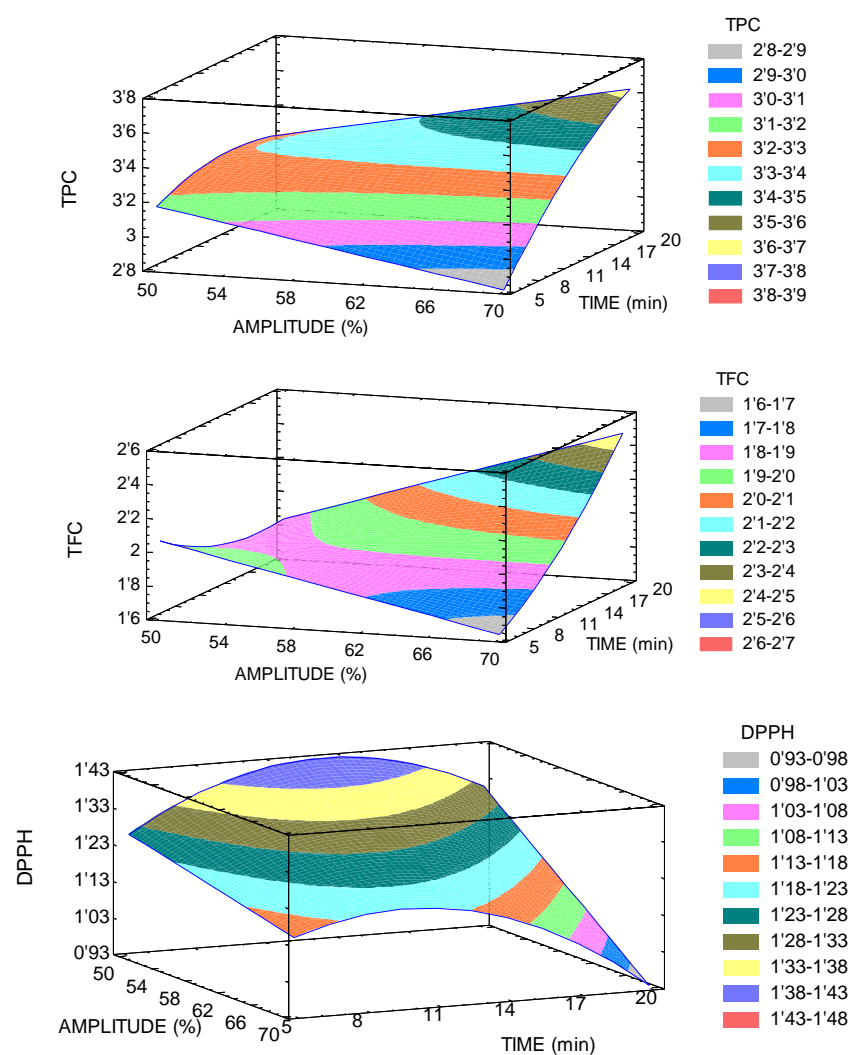 TPC
2'8-2'9
2'9-3'0
3'0-3'1
3'1-3'2
3'2-3'3
3'3-3'4
3'4-3'5
3'5-3'6
3'6-3'7
3'7-3'8
3'8-3'9
TPC
3'8
3'6
3'4
3'2
3
2'8
50 54 58 62 66 70
AMPLITUDE (%)
5 8 11 14 17 20
TIME (min)
TFC
1'6-1'7
1'7-1'8
1'8-1'9
1'9-2'0
2'0-2'1
2'1-2'2
2'2-2'3
2'3-2'4
2'4-2'5
2'5-2'6
2'6-2'7
TFC
2'6
2'4
2'2
2
1'8
1'6
50 54 58 62 66 70
AMPLITUDE (%)
5 8 11 14 17 20
TIME (min)
DPPH
0'93-0'98
0'98-1'03
1'03-1'08
1'08-1'13
1'13-1'18
1'18-1'23
1'23-1'28
1'28-1'33
1'33-1'38
1'38-1'43
1'43-1'48
DPPH
1'43
1'33
1'23
1'13
1'03
0'93
50 54 58 62 66 70
AMPLITUDE (%)
5 8 11 14 17 20
TIME (min)